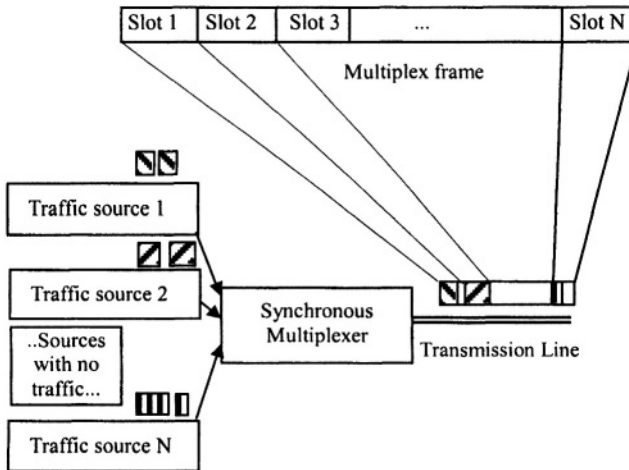 Slot 1 Slot 2 Slot 3 ... Slot N
Multiplex frame
Traffic source 1
Traffic source 2
..Sources
with no
traffic...
Traffic source N
Synchronous
Multiplexer
Transmission Line